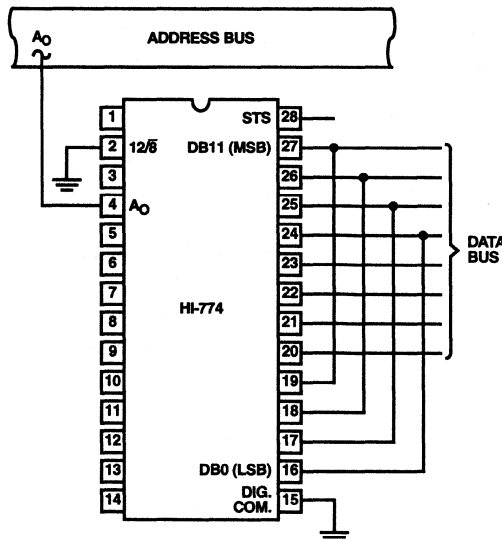 A0 ADDRESS BUS
1 STS 28
2 12/8̅ DB11 (MSB) 27
3 26
4 A0 25
5 24
DATA
BUS
6 23
7 22
HI-774
8 21
9 20
10 19
11 18
12 17
13 DB0 (LSB) 16
14 DIG.
COM. 15